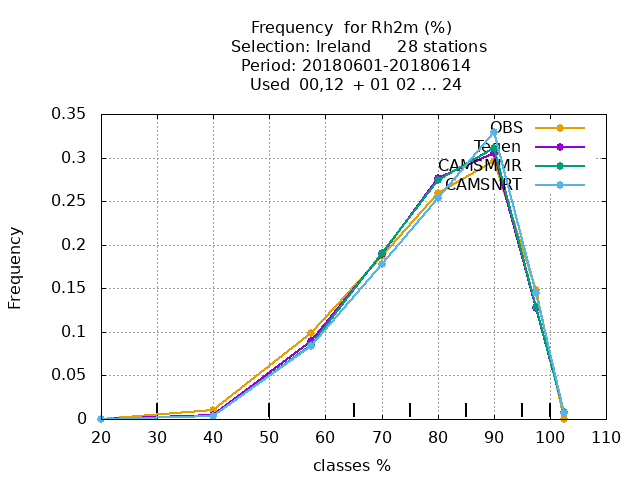 Frequency for Rh2m (%)
Selection: Ireland 28 stations
Period: 20180601-20180614
Used 00,12 + 01 02 ... 24
0.35
0.3
0.25
0.2
0.15
0.1
0.05
0
Frequency
OBS
Tegen
CAMSMMR
CAMSNRT
20 30 40 50 60 70 80 90 100 110
classes %